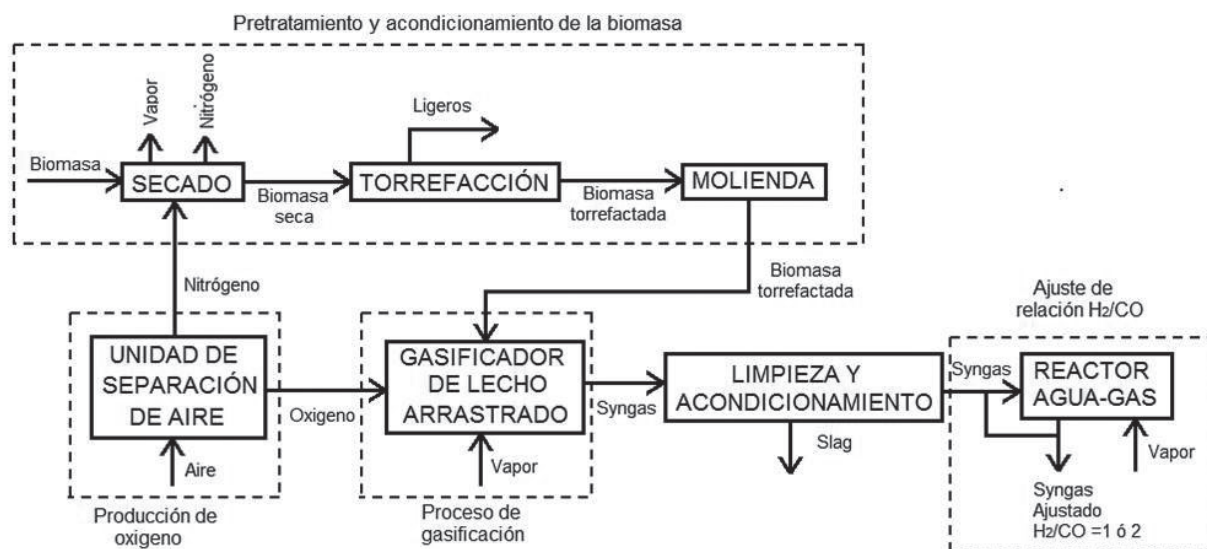 Pretratamiento y acondicionamiento de la biomasa
Vapor
Nitrógeno
Ligeros
Biomasa
SECADO
Biomasa
seca
TORREFACCIÓN
Biomasa
torrefactada
MOLIENDA
Nitrógeno
Biomasa
torrefactada
Ajuste de
relación H2/CO
UNIDAD DE
SEPARACIÓN
DE AIRE
Oxigeno
GASIFICADOR
DE LECHO
ARRASTRADO
Syngas
LIMPIEZA Y
ACONDICIONAMIENTO
Syngas
REACTOR
AGUA-GAS
Aire
Vapor
Slag
Vapor
Syngas
Ajustado
H2/CO =1 ó 2
Producción de
oxigeno
Proceso de
gasificación